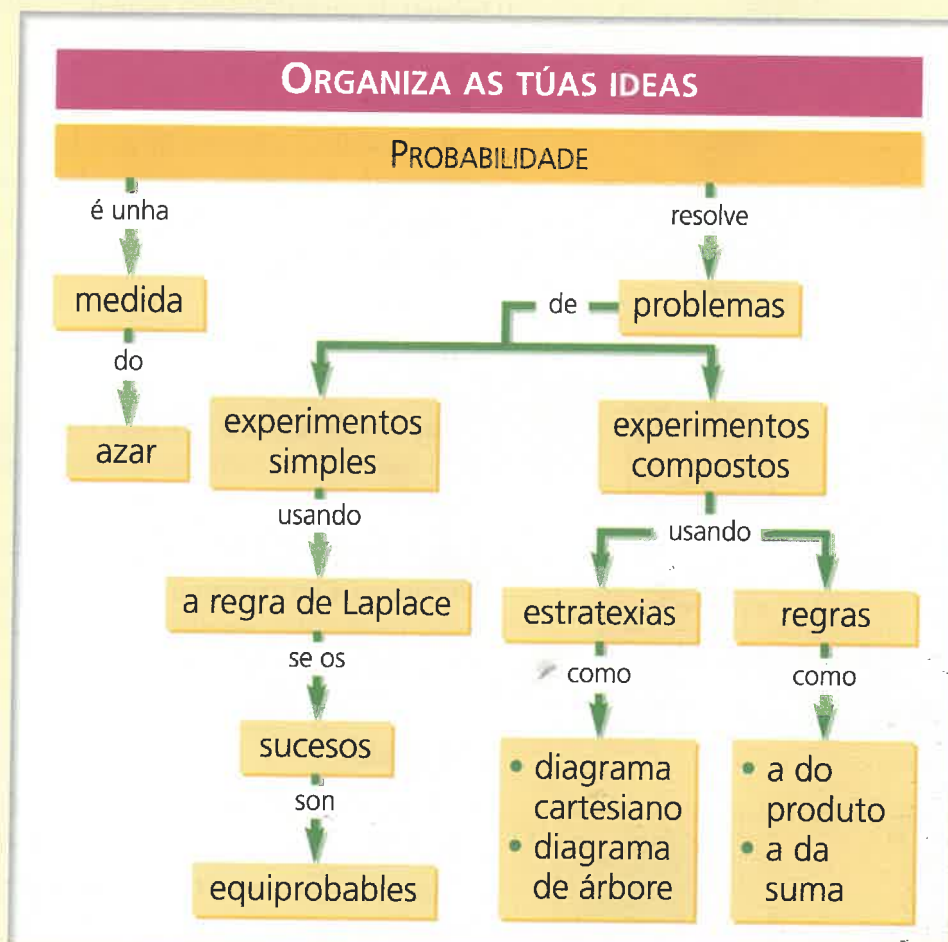 ORGANIZA AS TÚAS IDEAS
PROBABILIDADE
é unha
resolve
medida
de
problemas
do
azar
experimentos
simples
experimentos
compostos
usando
usando
a regra de Laplace
estratexias
regras
se os
como
como
sucesos
son
equiprobables
• diagrama
cartesiano
• diagrama
de árbore
• a do
produto
• a da
suma